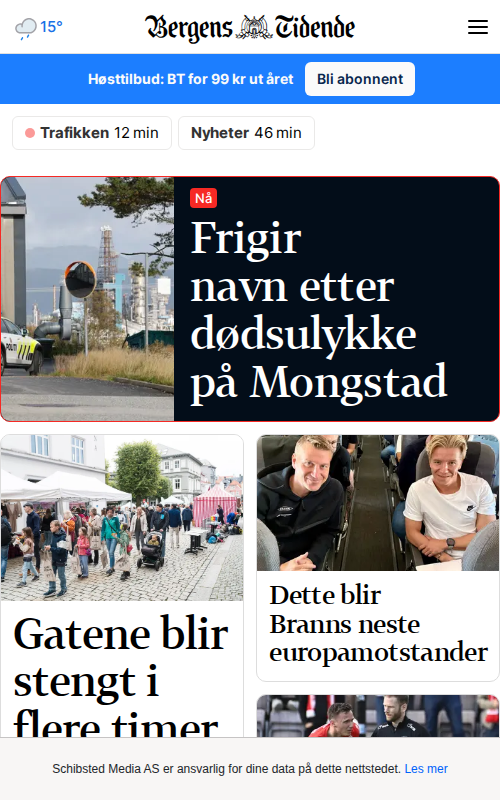 15°
Bergens Tidende
Høsttilbud: BT for 99 kr ut året
Bli abonnent
Trafikken 12 min
Nyheter 46 min
Nå
Frigir
navn etter
dødsulykke
på Mongstad
POLITI
Dette blir
Branns neste
europamotstander
Gatene blir
stengt i
flere timer
Schibsted Media AS er ansvarlig for dine data på dette nettstedet. Les mer